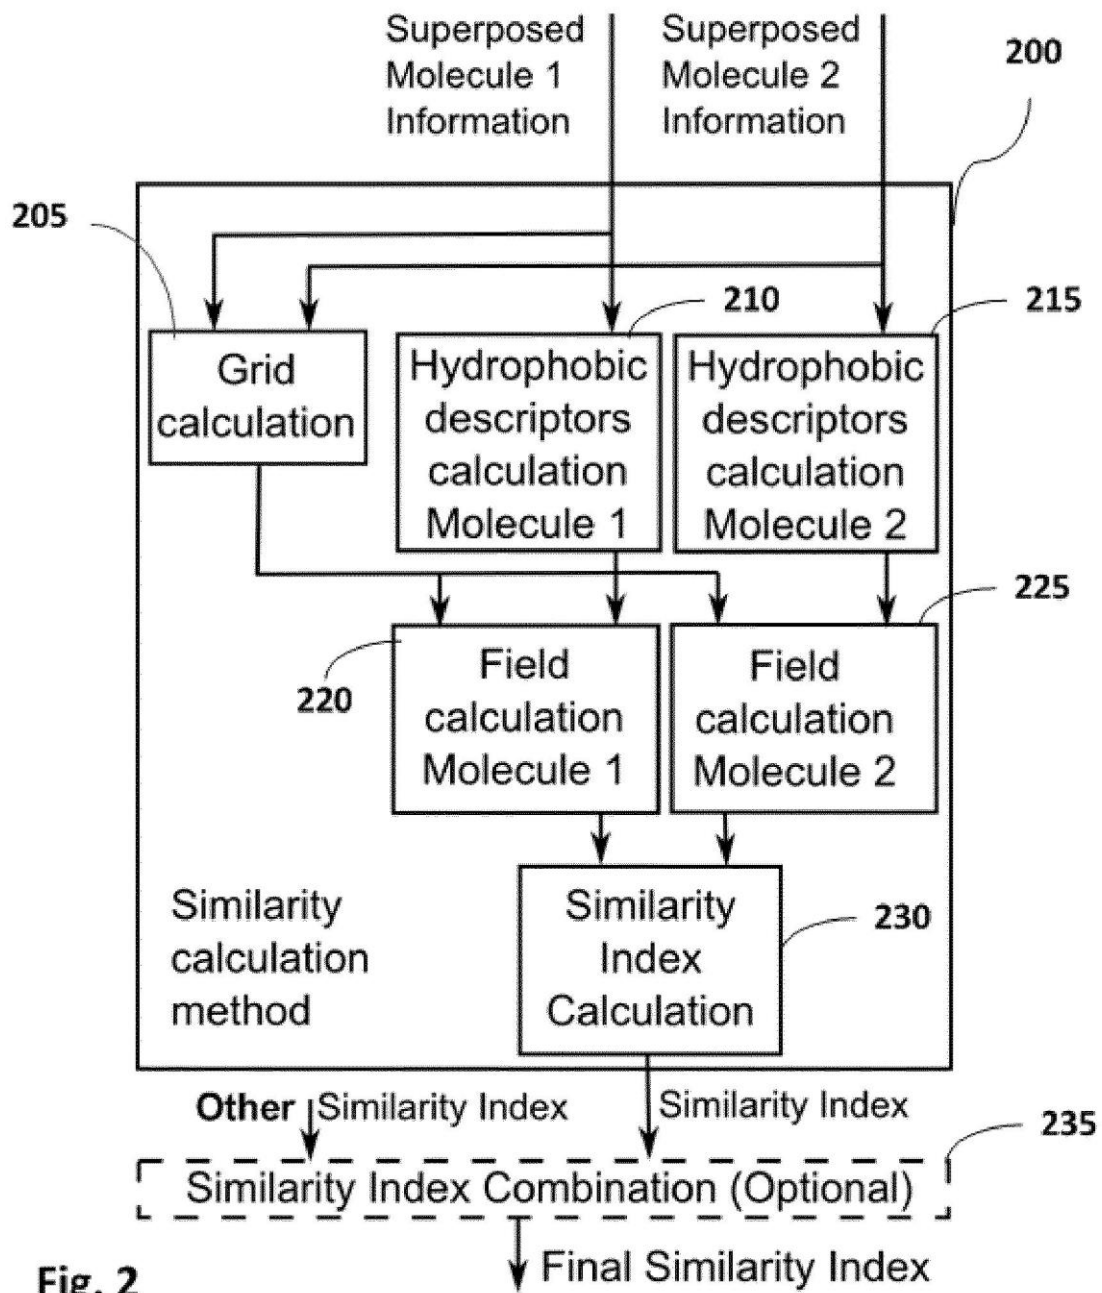 Superposed
Molecule 1
Information
Superposed
Molecule 2
Information
200
205
210
215
Grid
calculation
Hydrophobic
descriptors
calculation
Molecule 1
Hydrophobic
descriptors
calculation
Molecule 2
225
220
Field
calculation
Molecule 1
Field
calculation
Molecule 2
Similarity
calculation
method
Similarity
Index
Calculation
230
Other Similarity Index
Similarity Index
235
Similarity Index Combination (Optional)
Final Similarity Index
Fig. 2